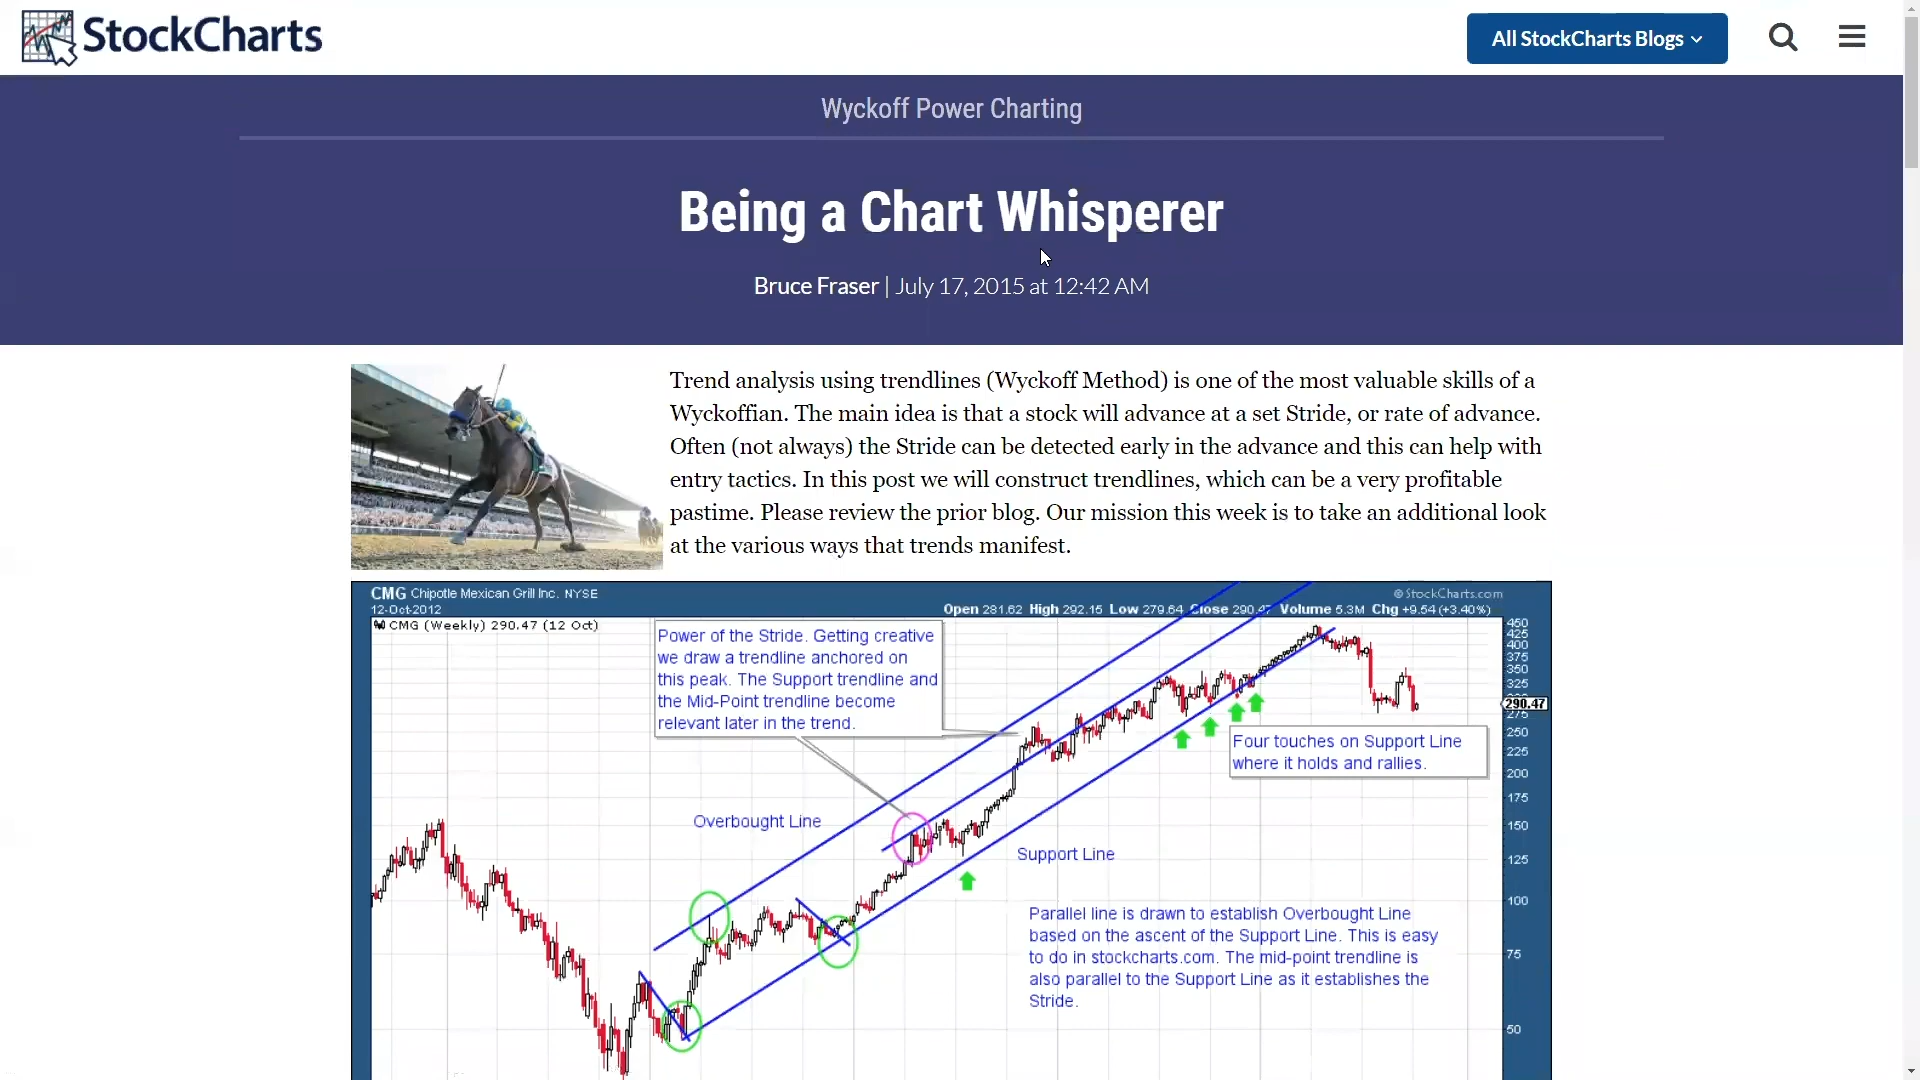 StockCharts
All StockCharts Blogs
Wyckoff Power Charting
Being a Chart Whisperer
Bruce Fraser | July 17, 2015 at 12:42 AM
Trend analysis using trendlines (Wyckoff Method) is one of the most valuable skills of a
Wyckoffian. The main idea is that a stock will advance at a set Stride, or rate of advance.
Often (not always) the Stride can be detected early in the advance and this can help with
entry tactics. In this post we will construct trendlines, which can be a very profitable
pastime. Please review the prior blog. Our mission this week is to take an additional look
at the various ways that trends manifest.
CMG Chipotle Mexican Grill Inc. NYSE
© StockCharts.com
12-Oct-2012
Open 281.62 High 292.15 Low 279.64 Close 290.47 Volume 5.3M Chg +9.54 (+3.40%)
CMG (Weekly) 290.47 (12 Oct)
Power of the Stride. Getting creative
we draw a trendline anchored on
this peak. The Support trendline and
the Mid-Point trendline become
relevant later in the trend.
450
425
400
375
350
325
290.47
275
250
225
200
175
150
125
100
75
50
Four touches on Support Line
where it holds and rallies.
Overbought Line
Support Line
Parallel line is drawn to establish Overbought Line
based on the ascent of the Support Line. This is easy
to do in stockcharts.com. The mid-point trendline is
also parallel to the Support Line as it establishes the
Stride.